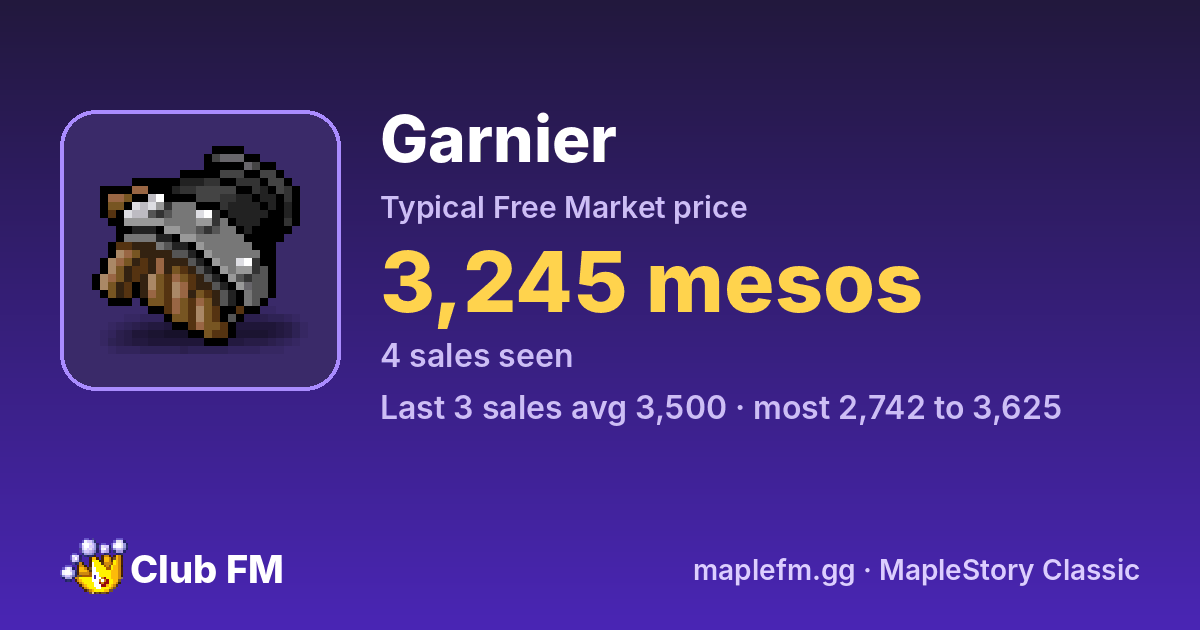 Garnier
Typical Free Market price
3,245 mesos
4 sales seen
Last 3 sales avg 3,500 · most 2,742 to 3,625
Club FM
maplefm.gg · MapleStory Classic